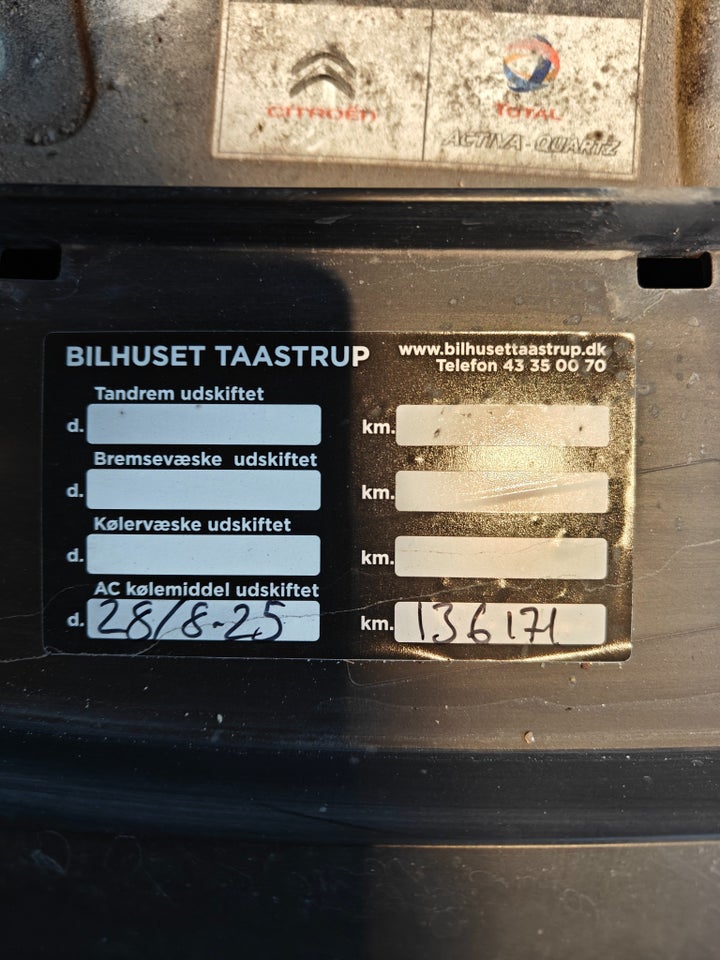 CITROËN
TOTAL
ACTIVA-QUARTZ
BILHUSET TAASTRUP
www.bilhusettaastrup.dk
Telefon 43 35 00 70
Tandrem udskiftet
d. km.
Bremsevæske udskiftet
d. km.
Kølervæske udskiftet
d. km.
AC kølemiddel udskiftet
d. 28/8-25 km. 136171